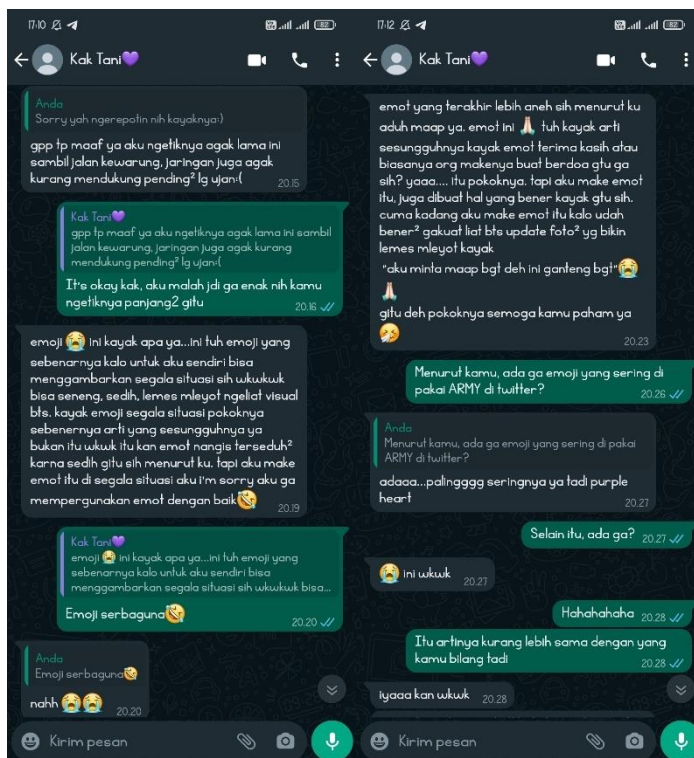 17.10
82
Kak Tani💜
Anda
Sorry yah ngerepotin nih kayaknya:)
gpp tp maaf ya aku ngetiknya agak lama ini
sambil jalan kewarung, jaringan juga agak
kurang mendukung pending² lg ujan:(
20.15
Kak Tani💜
gpp tp maaf ya aku ngetiknya agak lama ini sambil
jalan kewarung, jaringan juga agak kurang
mendukung pending² lg ujan:(
It's okay kak, aku malah jdi ga enak nih kamu
ngetiknya panjang2 gitu
20.16
emoji 😭 ini kayak apa ya...ini tuh emoji yang
sebenarnya kalo untuk aku sendiri bisa
menggambarkan segala situasi sih wkwkwk
bisa seneng, sedih, lemes mleyot ngeliat visual
bts. kayak emoji segala situasi pokoknya
sebenernya arti yang sesungguhnya ya
bukan itu wkwk itu kan emot nangis terseduh²
karna sedih gitu sih menurut ku. tapi aku make
emot itu di segala situasi aku i'm sorry aku ga
mempergunakan emot dengan baik🤣
20.19
Kak Tani💜
emoji 😭 ini kayak apa ya...ini tuh emoji yang
sebenarnya kalo untuk aku sendiri bisa
menggambarkan segala situasi sih wkwkwk bisa...
Emoji serbaguna🤣
20.20
Anda
Emoji serbaguna🤣
nahh 😭😭
20.20
Kirim pesan
17.12
82
Kak Tani💜
emot yang terakhir lebih aneh sih menurut ku
aduh maap ya. emot ini 🙏🏻 tuh kayak arti
sesungguhnya kayak emot terima kasih atau
biasanya org makenya buat berdoa gtu ga
sih? yaaa.... itu pokoknya. tapi aku make emot
itu, juga dibuat hal yang bener kayak gtu sih.
cuma kadang aku make emot itu kalo udah
bener² gakuat liat bts update foto² yg bikin
lemes mleyot kayak
"aku minta maap bgt deh ini ganteng bgt"😭
🙏🏻
gitu deh pokoknya semoga kamu paham ya
🤧
20.23
Menurut kamu, ada ga emoji yang sering di
pakai ARMY di twitter?
20.26
Anda
Menurut kamu, ada ga emoji yang sering di pakai
ARMY di twitter?
adaaa...palingggg seringnya ya tadi purple
heart
20.27
Selain itu, ada ga? 20.27
😭 ini wkwk 20.27
Hahahahaha 20.28
Itu artinya kurang lebih sama dengan yang
kamu bilang tadi
20.28
iyaaa kan wkwk 20.28
Kirim pesan